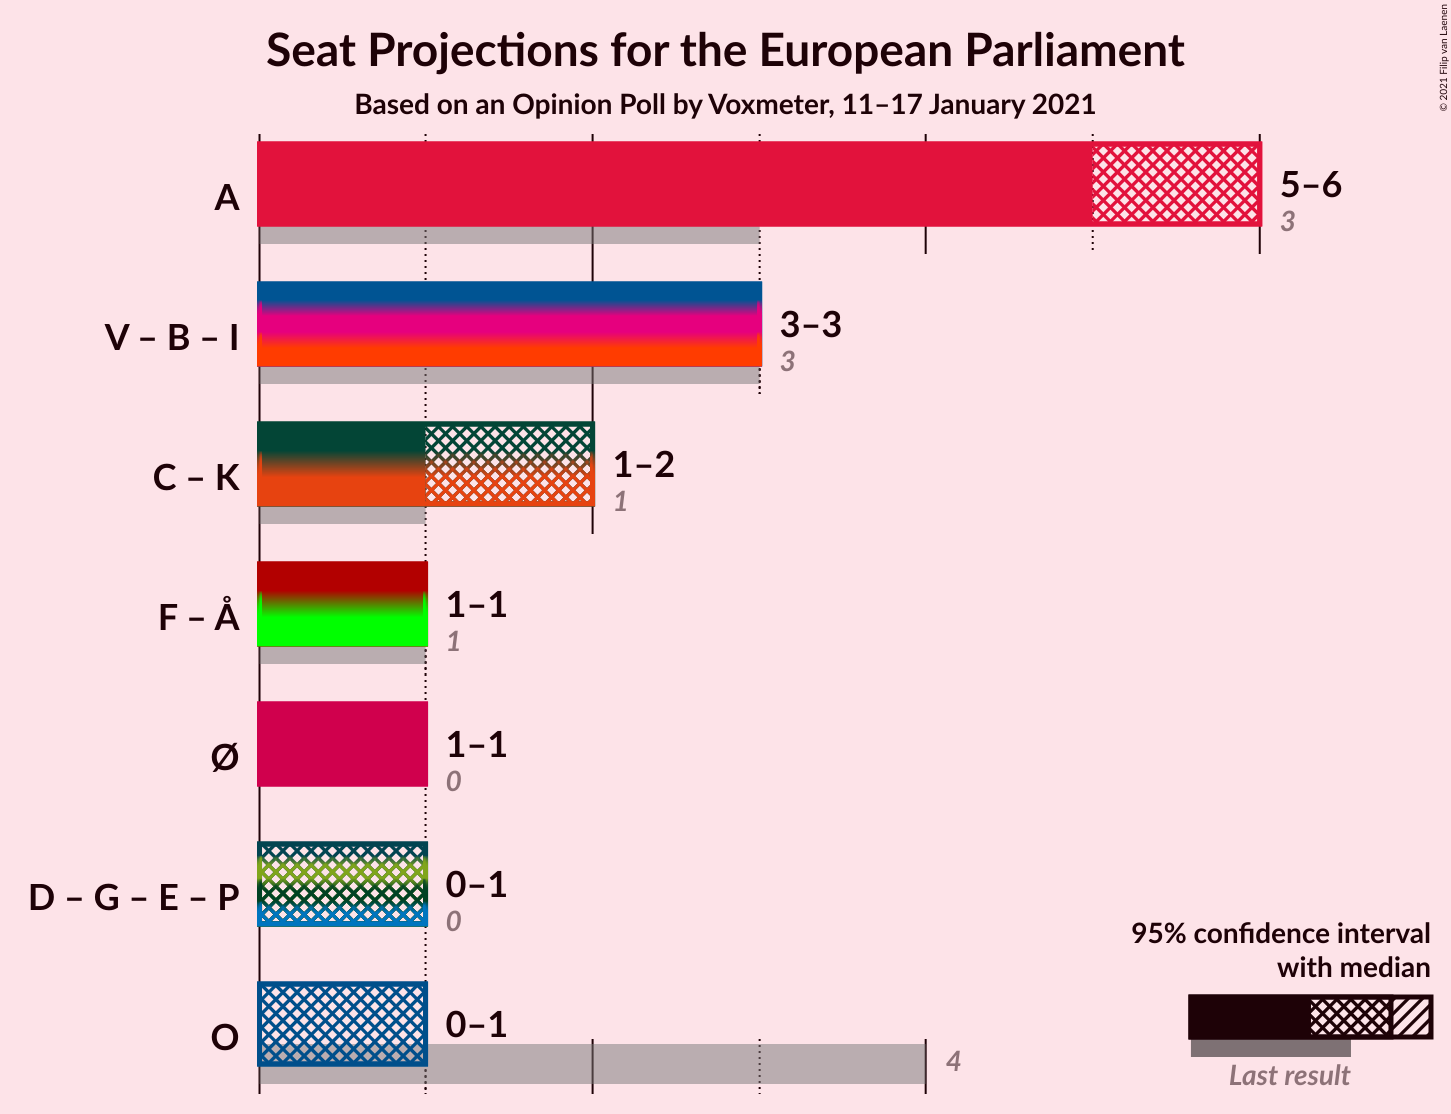 Seat Projections for the European Parliament
Based on an Opinion Poll by Voxmeter, 11–17 January 2021
© 2021 Filip van Laenen
A
5–6
3
V – B – I
3–3
3
C – K
1–2
1
F – Å
1–1
1
Ø
1–1
0
D – G – E – P
0–1
0
O
0–1
4
95% confidence interval
with median
Last result